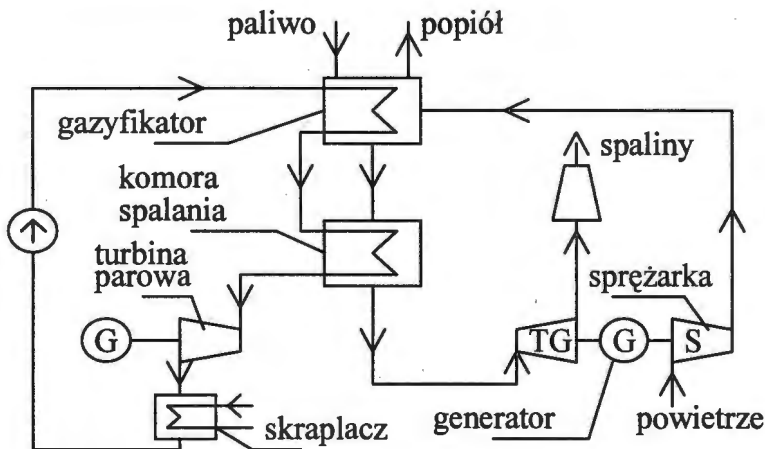 paliwo
popiół
gazyfikator
spaliny
komora
spalania
turbina
parowa
sprężarka
G
TG
G
S
skraplacz
generator
powietrze